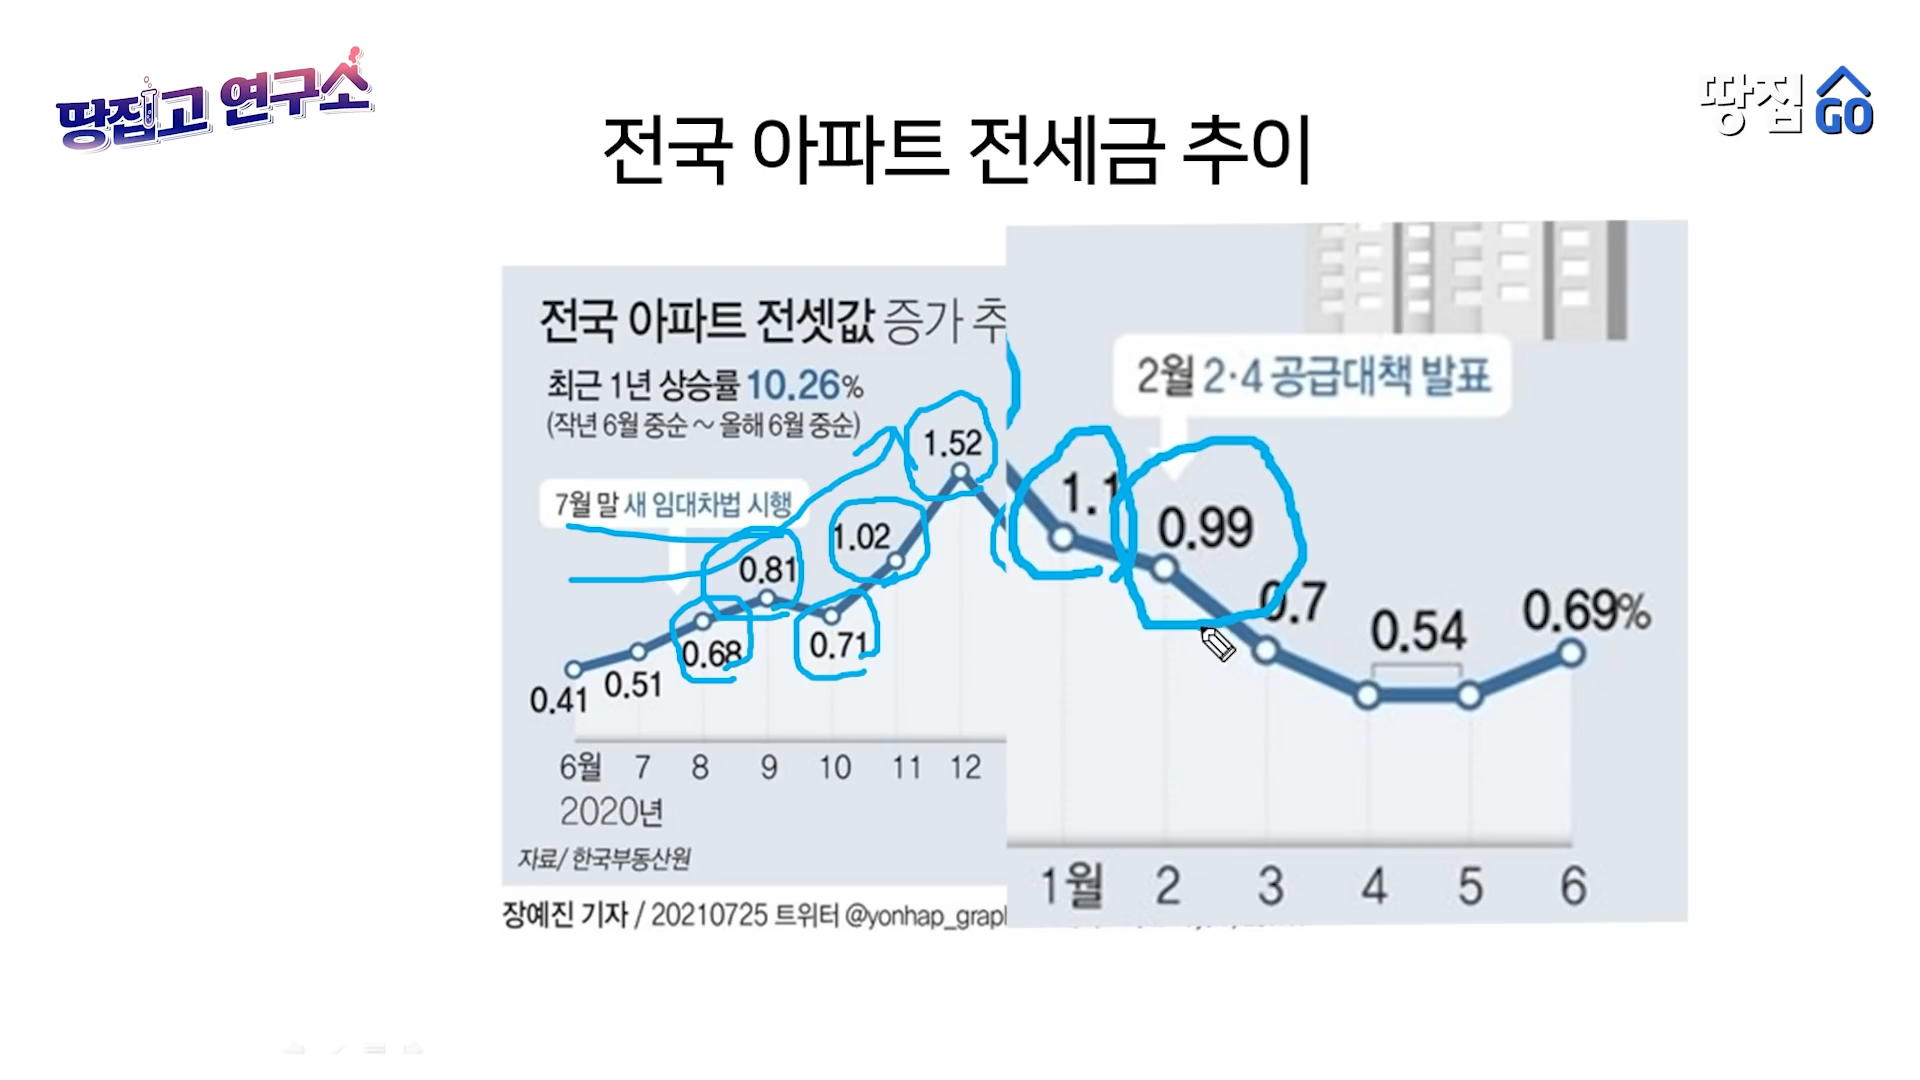 땅집고 연구소
땅집GO
전국 아파트 전세금 추이
전국 아파트 전셋값 증가 추
최근 1년 상승률 10.26%
(작년 6월 중순~올해 6월 중순)
7월 말 새 임대차법 시행
2월 2·4 공급대책 발표
0.41
0.51
0.68
0.81
0.71
1.02
1.52
1.1
0.99
0.7
0.54
0.69%
6월 7 8 9 10 11 12
2020년
1월 2 3 4 5 6
자료/ 한국부동산원
장예진 기자 / 20210725 트위터 @yonhap_grap